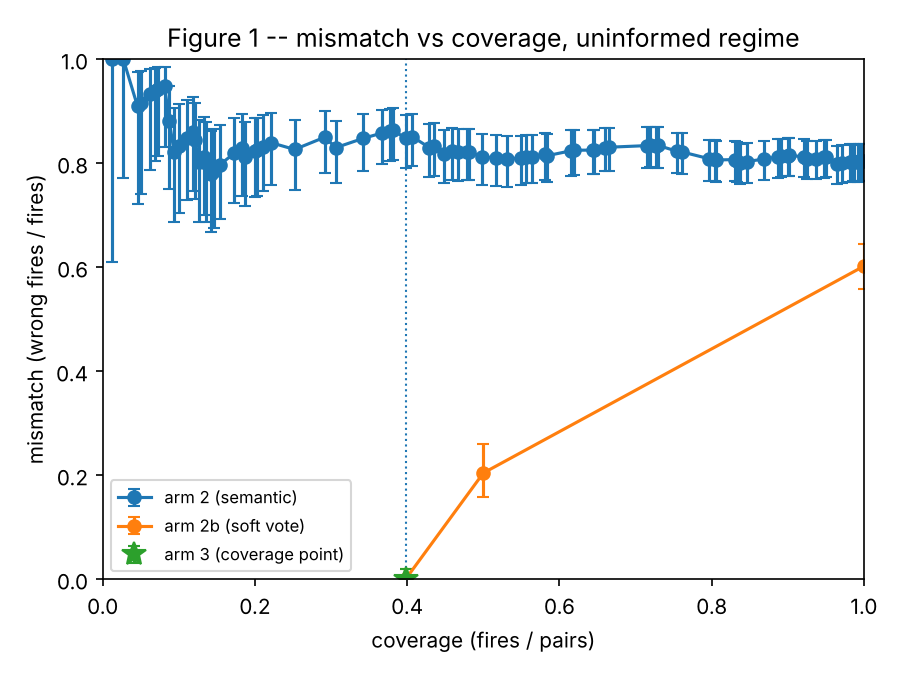 Figure 1 -- mismatch vs coverage, uninformed regime
mismatch (wrong fires / fires)
1.0
0.8
0.6
0.4
0.2
0.0
arm 2 (semantic)
arm 2b (soft vote)
arm 3 (coverage point)
0.0 0.2 0.4 0.6 0.8 1.0
coverage (fires / pairs)